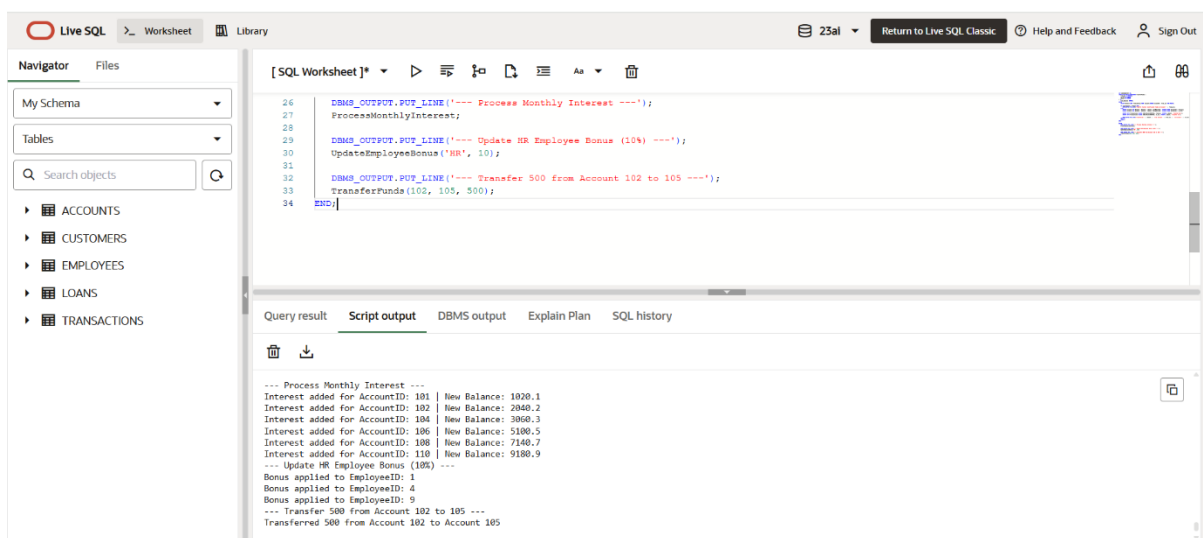 Live SQL
Worksheet
Library
23ai
Return to Live SQL Classic
Help and Feedback
Sign Out
Navigator
Files
My Schema
Tables
Search objects
ACCOUNTS
CUSTOMERS
EMPLOYEES
LOANS
TRANSACTIONS
[ SQL Worksheet ]*
Aa
26 DBMS_OUTPUT.PUT_LINE('--- Process Monthly Interest ---');
27 ProcessMonthlyInterest;
28
29 DBMS_OUTPUT.PUT_LINE('--- Update HR Employee Bonus (10%) ---');
30 UpdateEmployeeBonus('HR', 10);
31
32 DBMS_OUTPUT.PUT_LINE('--- Transfer 500 from Account 102 to 105 ---');
33 TransferFunds(102, 105, 500);
34 END;
Query result
Script output
DBMS output
Explain Plan
SQL history
--- Process Monthly Interest ---
Interest added for AccountID: 101 | New Balance: 1020.1
Interest added for AccountID: 102 | New Balance: 2040.2
Interest added for AccountID: 104 | New Balance: 3060.3
Interest added for AccountID: 106 | New Balance: 5100.5
Interest added for AccountID: 108 | New Balance: 7140.7
Interest added for AccountID: 110 | New Balance: 9180.9
--- Update HR Employee Bonus (10%) ---
Bonus applied to EmployeeID: 1
Bonus applied to EmployeeID: 4
Bonus applied to EmployeeID: 9
--- Transfer 500 from Account 102 to 105 ---
Transferred 500 from Account 102 to Account 105